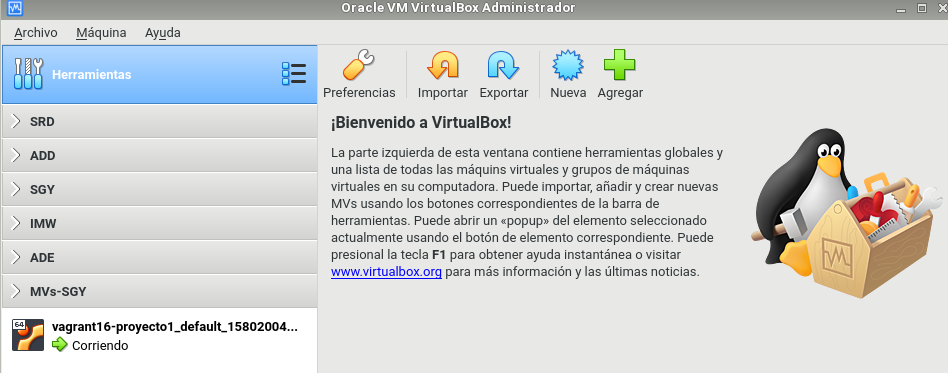 Oracle VM VirtualBox Administrador
Archivo Máquina Ayuda
Herramientas
SRD
ADD
SGY
IMW
ADE
MVs-SGY
64
vagrant16-proyecto1_default_15802004...
Corriendo
Preferencias Importar Exportar Nueva Agregar
¡Bienvenido a VirtualBox!
La parte izquierda de esta ventana contiene herramientas globales y
una lista de todas las máquins virtuales y grupos de máquinas
virtuales en su computadora. Puede importar, añadir y crear nuevas
MVs usando los botones correspondientes de la barra de
herramientas. Puede abrir un «popup» del elemento seleccionado
actualmente usando el botón de elemento correspondiente. Puede
presional la tecla F1 para obtener ayuda instantánea o visitar
www.virtualbox.org para más información y las últimas noticias.